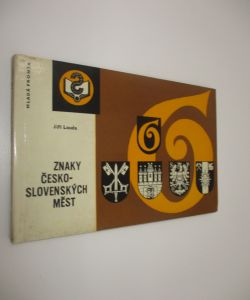 MLADÁ FRONTA
Jiří Louda
ZNAKY
ČESKO-
SLOVENSKÝCH
MĚST